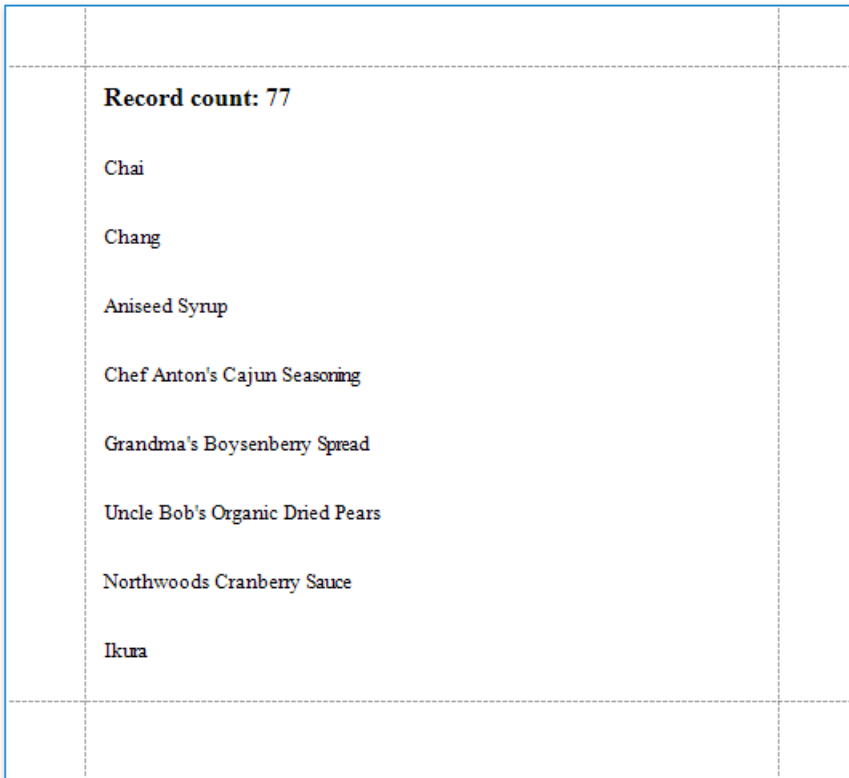 Record count: 77
Chai
Chang
Aniseed Syrup
Chef Anton's Cajun Seasoning
Grandma's Boysenberry Spread
Uncle Bob's Organic Dried Pears
Northwoods Cranberry Sauce
Ikura